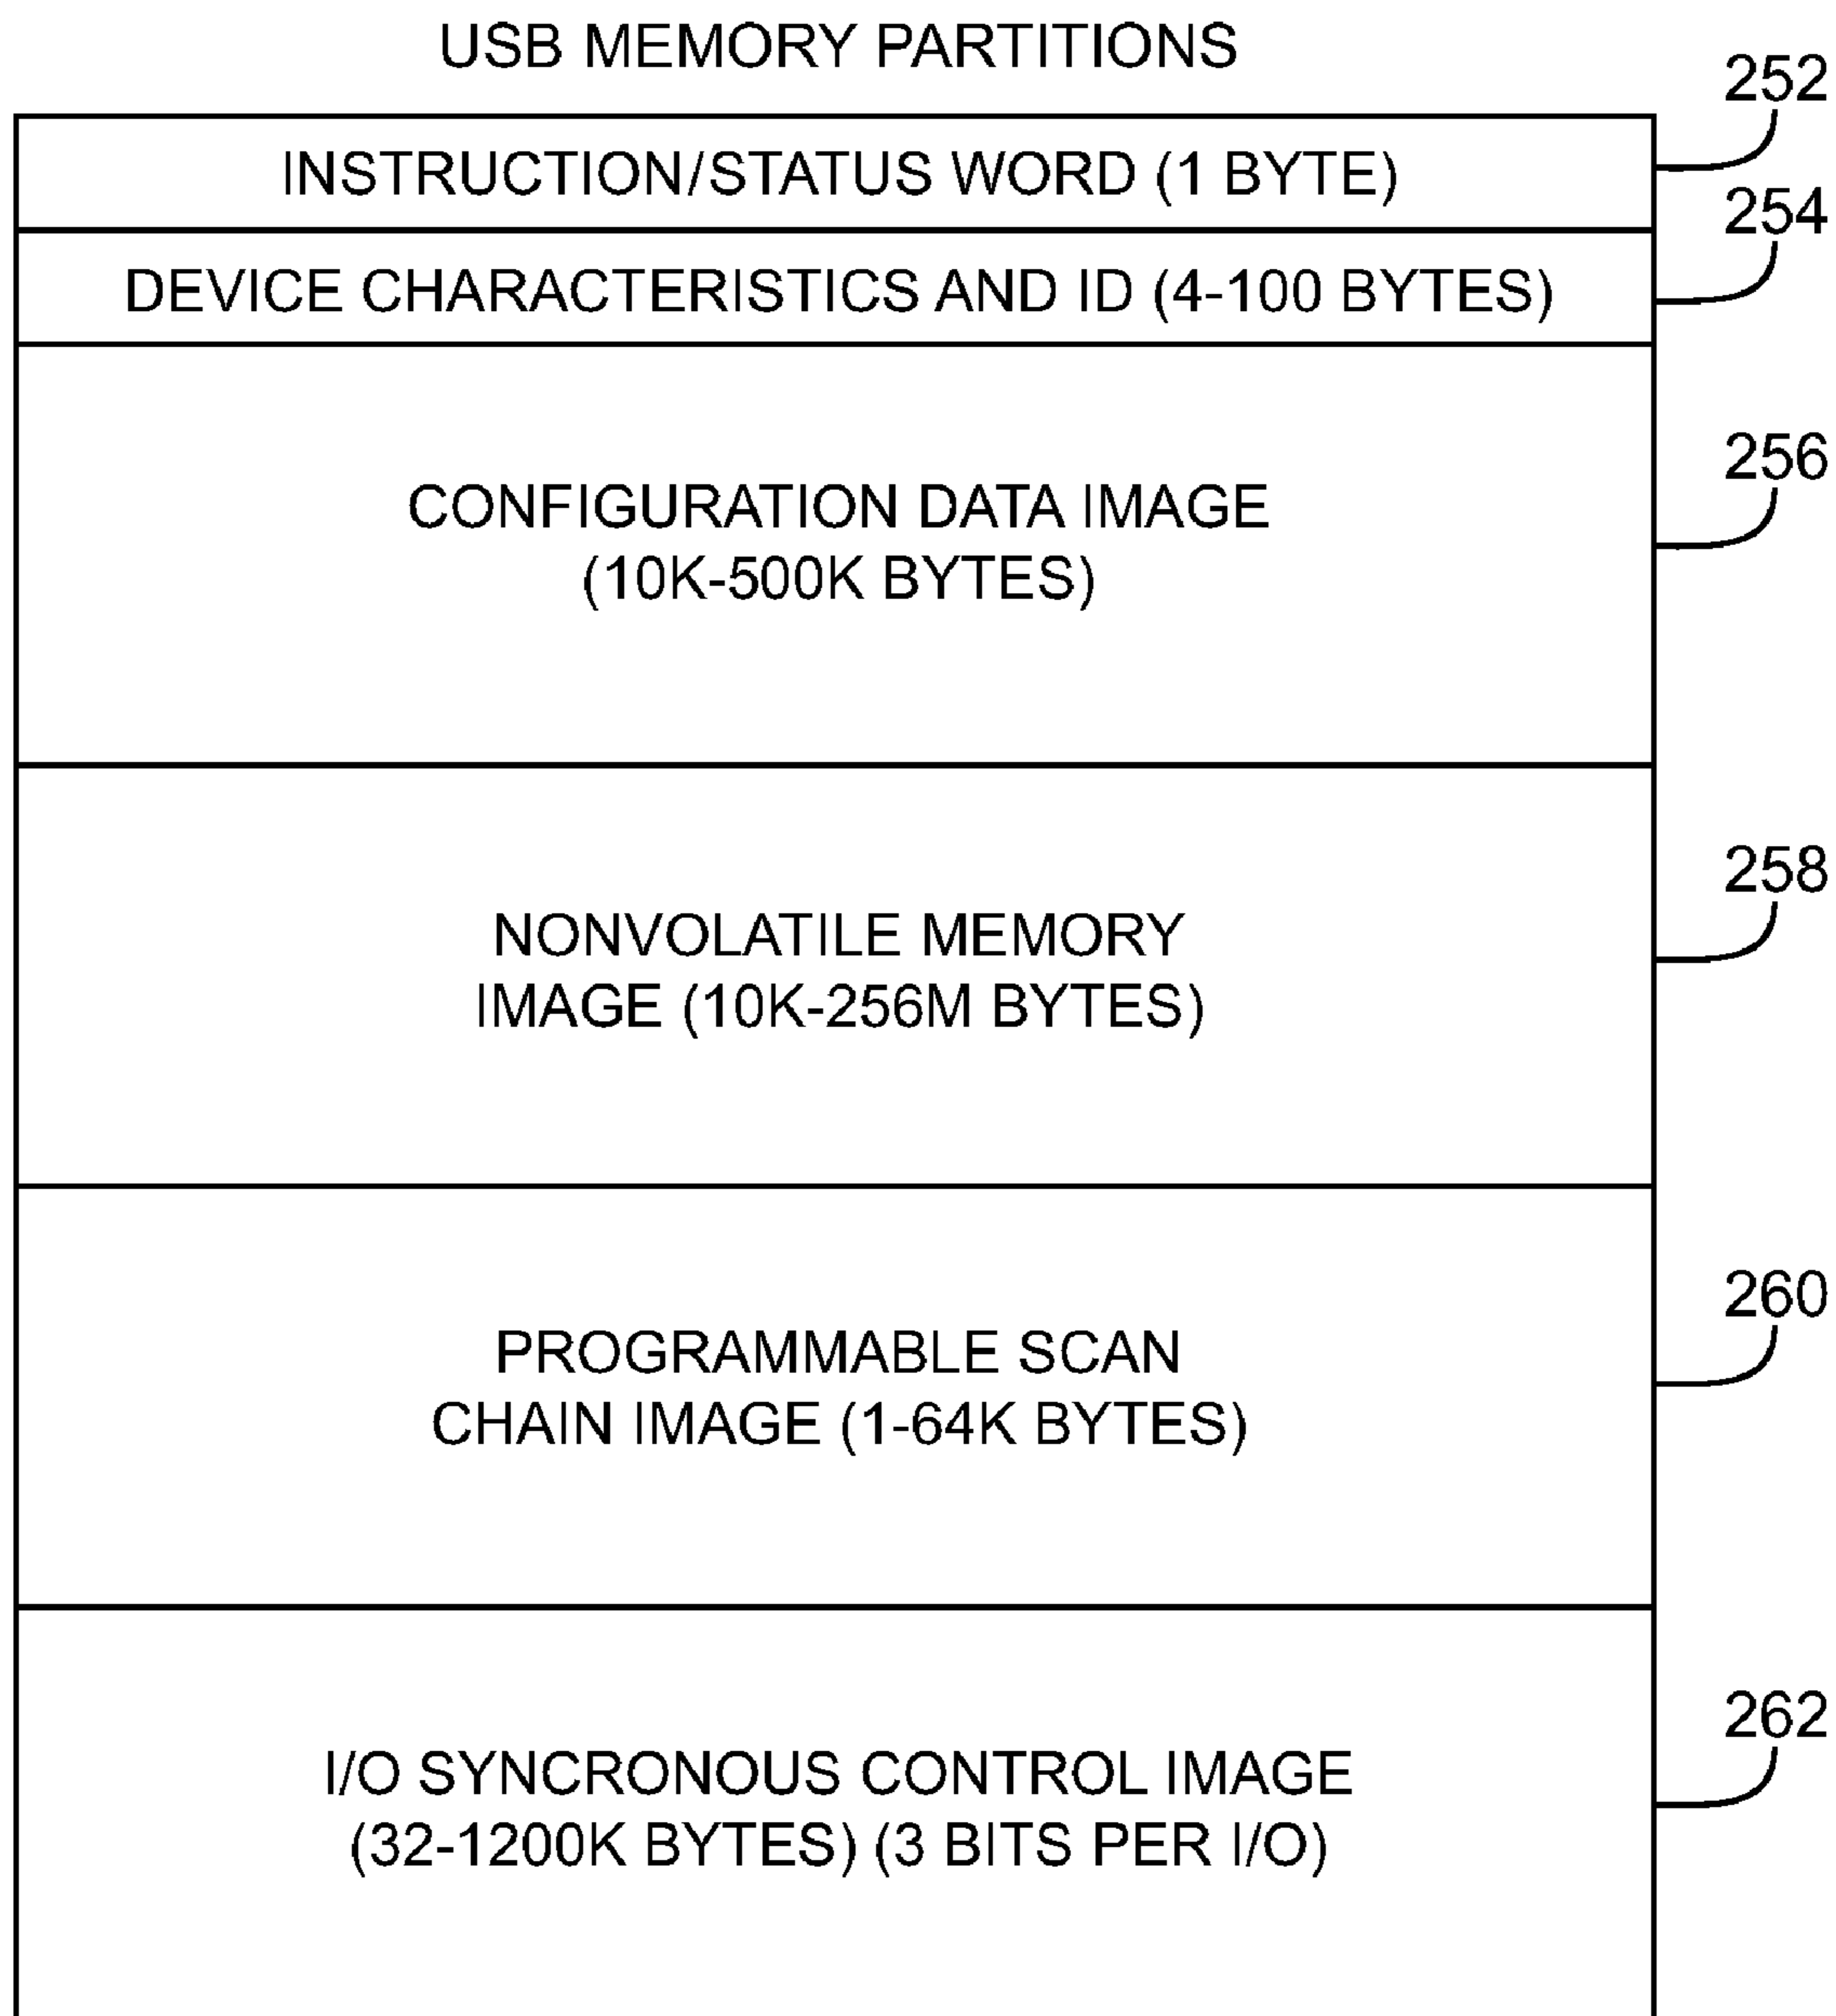 USB MEMORY PARTITIONS
252
INSTRUCTION/STATUS WORD (1 BYTE)
254
DEVICE CHARACTERISTICS AND ID (4-100 BYTES)
256
CONFIGURATION DATA IMAGE
(10K-500K BYTES)
258
NONVOLATILE MEMORY
IMAGE (10K-256M BYTES)
260
PROGRAMMABLE SCAN
CHAIN IMAGE (1-64K BYTES)
262
I/O SYNCRONOUS CONTROL IMAGE
(32-1200K BYTES) (3 BITS PER I/O)